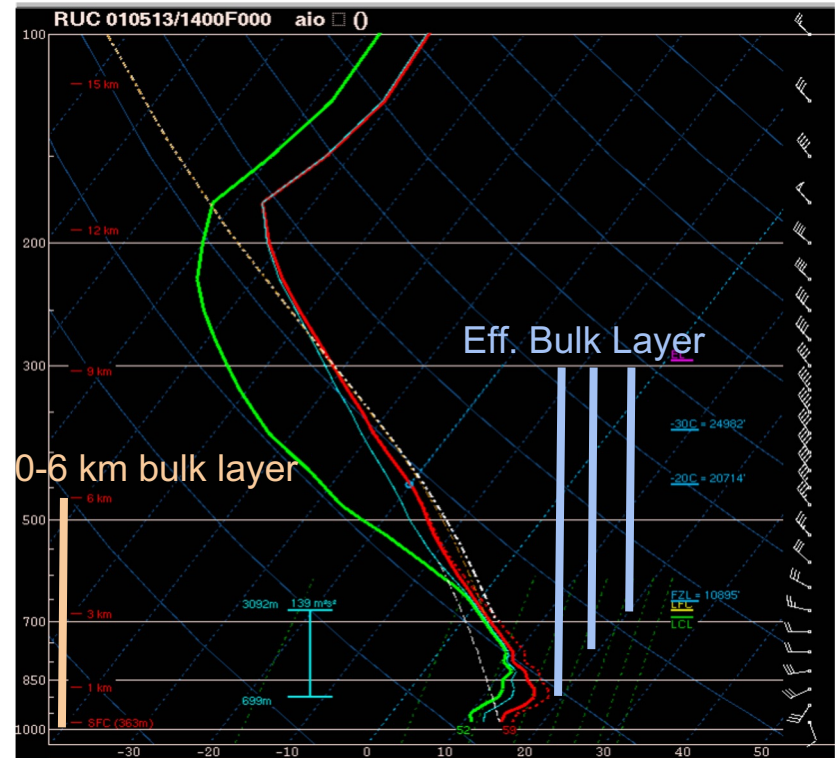 RUC 010513/1400F000 aio □ ()
100
15 km
12 km
200
Eff. Bulk Layer
EL
300
9 km
-30C = 24982'
0-6 km bulk layer
-20C = 20714'
6 km
500
FZL = 10895'
3092m 139 m²s²
LFC
3 km
LCL
700
850
1 km
699m
SFC (363m)
1000
52 58
-30 -20 -10 0 10 20 30 40 50